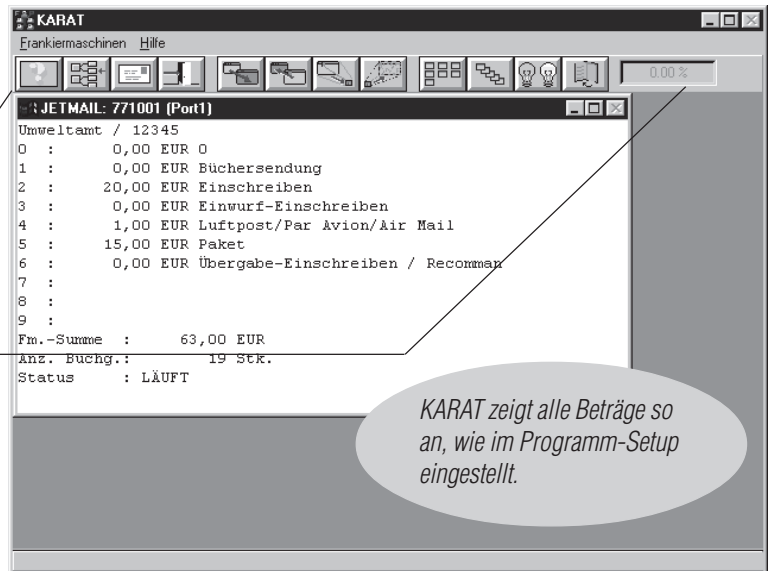 KARAT
Frankiermaschinen Hilfe
0.00 %
JETMAIL: 771001 (Port1)
Umweltamt / 12345
0 : 0,00 EUR 0
1 : 0,00 EUR Büchersendung
2 : 20,00 EUR Einschreiben
3 : 0,00 EUR Einwurf-Einschreiben
4 : 1,00 EUR Luftpost/Par Avion/Air Mail
5 : 15,00 EUR Paket
6 : 0,00 EUR Übergabe-Einschreiben / Recomman
7 :
8 :
9 :
Fm.-Summe : 63,00 EUR
Anz. Buchg.: 19 Stk.
Status : LÄUFT
KARAT zeigt alle Beträge so
an, wie im Programm-Setup
eingestellt.